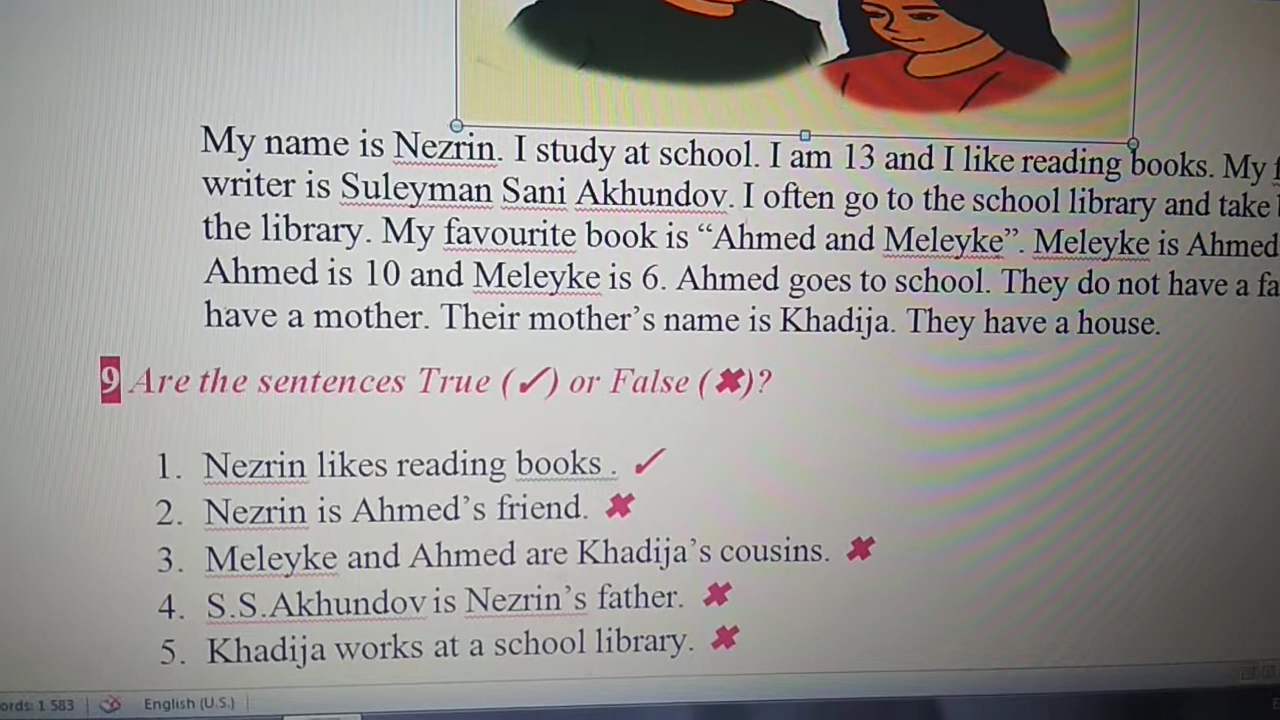 My name is Nezrin. I study at school. I am 13 and I like reading books. My
writer is Suleyman Sani Akhundov. I often go to the school library and take
the library. My favourite book is “Ahmed and Meleyke”. Meleyke is Ahmed
Ahmed is 10 and Meleyke is 6. Ahmed goes to school. They do not have a fa
have a mother. Their mother’s name is Khadija. They have a house.
9 Are the sentences True (✓) or False (✖)?
1. Nezrin likes reading books . ✓
2. Nezrin is Ahmed’s friend. ✖
3. Meleyke and Ahmed are Khadija’s cousins. ✖
4. S.S.Akhundov is Nezrin’s father. ✖
5. Khadija works at a school library. ✖
ords: 1 583 English (U.S.)